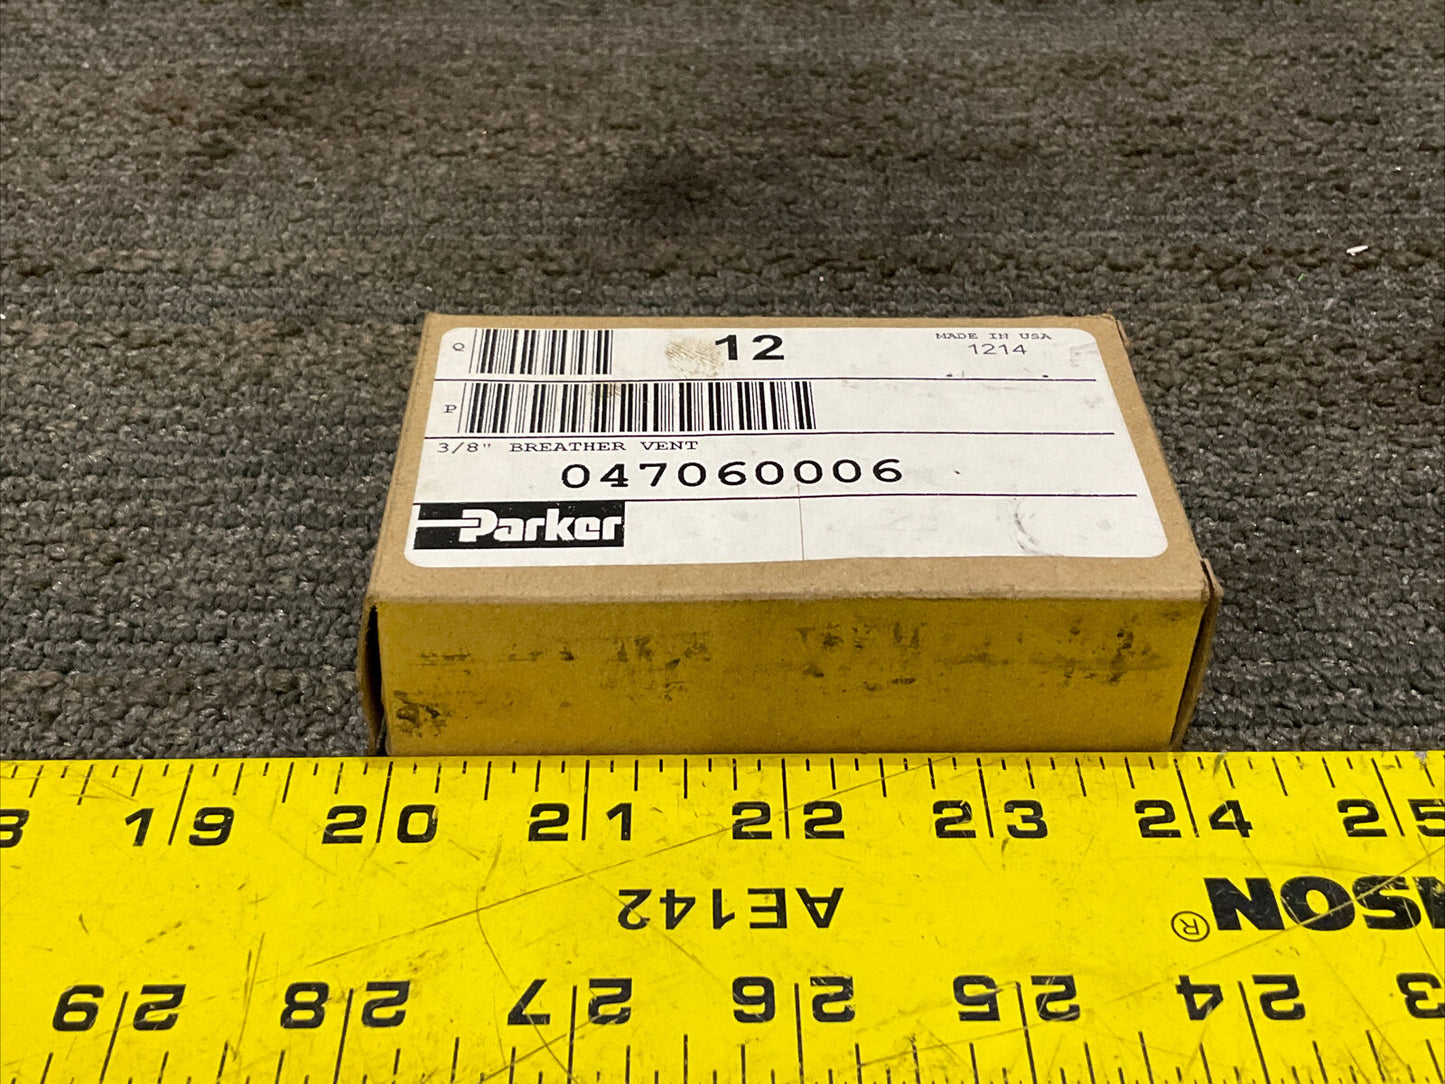 Q 12 MADE IN USA
1214
P
3/8" BREATHER VENT
047060006
Parker
19 20 21 22 23 24 25
AE142
®
29 28 27 26 25 24